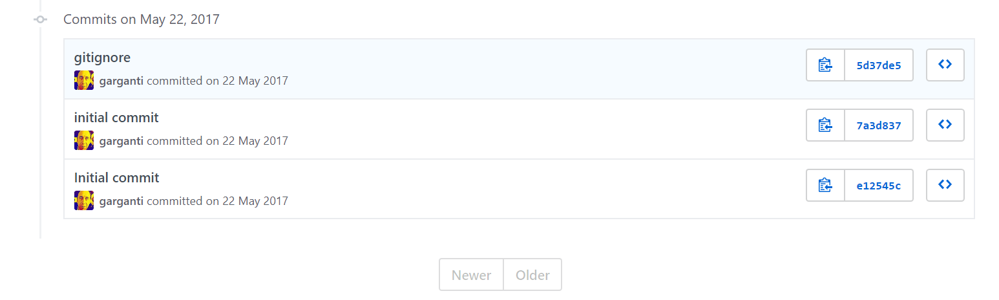 Commits on May 22, 2017
gitignore
5d37de5
garganti committed on 22 May 2017
initial commit
7a3d837
garganti committed on 22 May 2017
Initial commit
e12545c
garganti committed on 22 May 2017
Newer Older